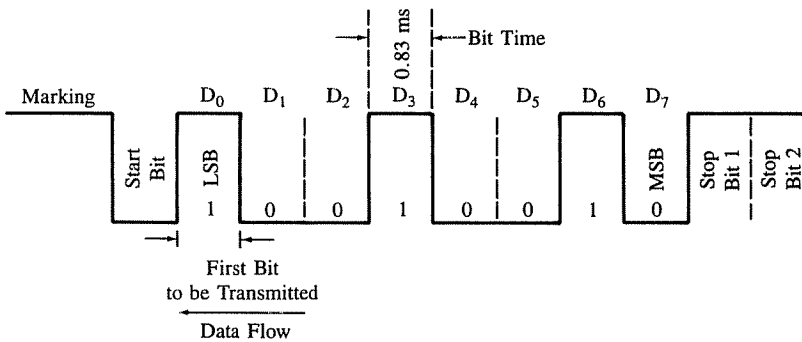 0.83 ms
Bit Time
Marking D₀ D₁ D₂ D₃ D₄ D₅ D₆ D₇
Start Bit
LSB
MSB
Stop Bit 1
Stop Bit 2
1 0 0 1 0 0 1 0
First Bit
to be Transmitted
Data Flow